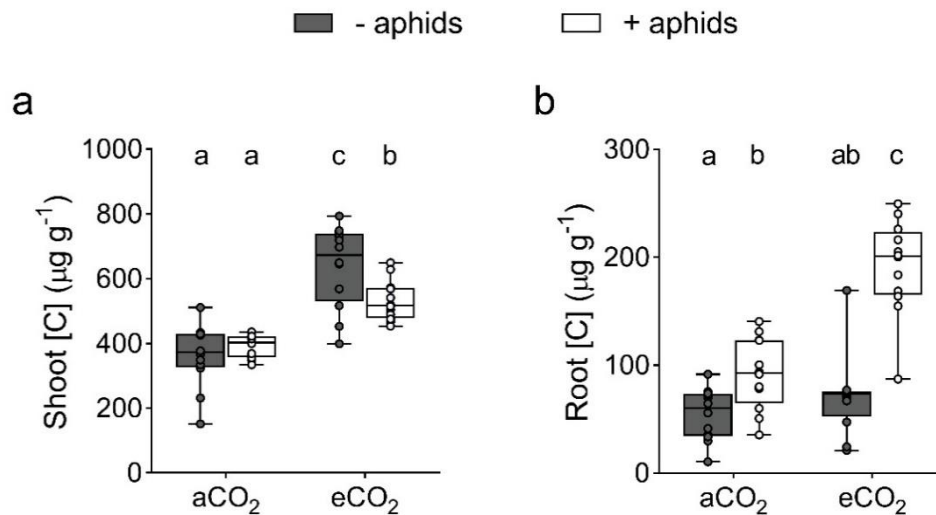 - aphids
+ aphids
a
Shoot [C] (µg g⁻¹)
1000
800
600
400
200
0
a a c b
aCO₂ eCO₂
b
Root [C] (µg g⁻¹)
300
200
100
0
a b ab c
aCO₂ eCO₂